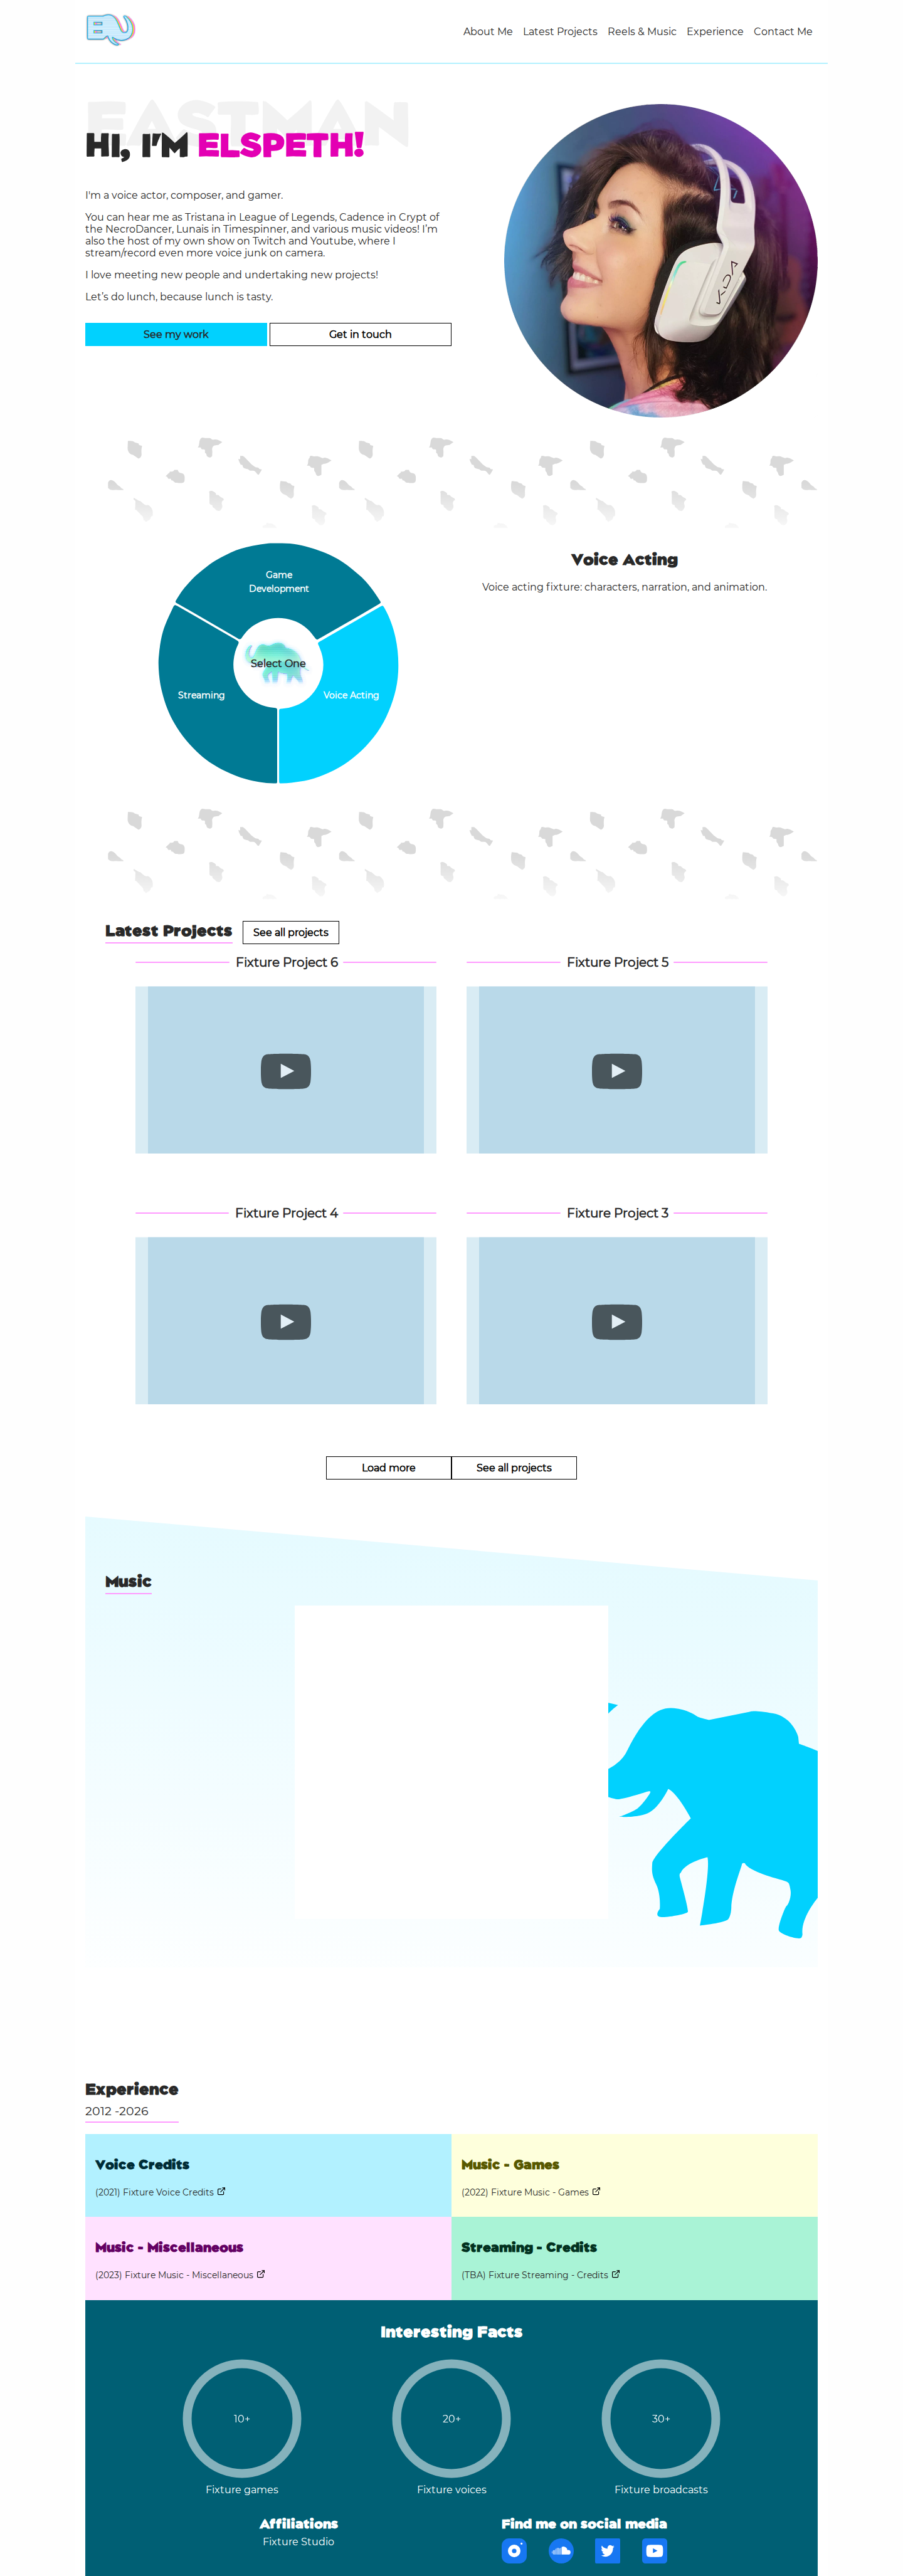 About Me Latest Projects Reels & Music Experience Contact Me
EASTMAN
HI, I'M ELSPETH!
I'm a voice actor, composer, and gamer.
You can hear me as Tristana in League of Legends, Cadence in Crypt of
the NecroDancer, Lunais in Timespinner, and various music videos! I’m
also the host of my own show on Twitch and Youtube, where I
stream/record even more voice junk on camera.
I love meeting new people and undertaking new projects!
Let’s do lunch, because lunch is tasty.
See my work
Get in touch
Game
Development
Streaming
Select One
Voice Acting
Voice Acting
Voice acting fixture: characters, narration, and animation.
Latest Projects
See all projects
Fixture Project 6
Fixture Project 5
Fixture Project 4
Fixture Project 3
Load more
See all projects
Music
Experience
2012 -2026
Voice Credits
(2021) Fixture Voice Credits
Music - Games
(2022) Fixture Music - Games
Music - Miscellaneous
(2023) Fixture Music - Miscellaneous
Streaming - Credits
(TBA) Fixture Streaming - Credits
Interesting Facts
10+
20+
30+
Fixture games
Fixture voices
Fixture broadcasts
Affiliations
Fixture Studio
Find me on social media